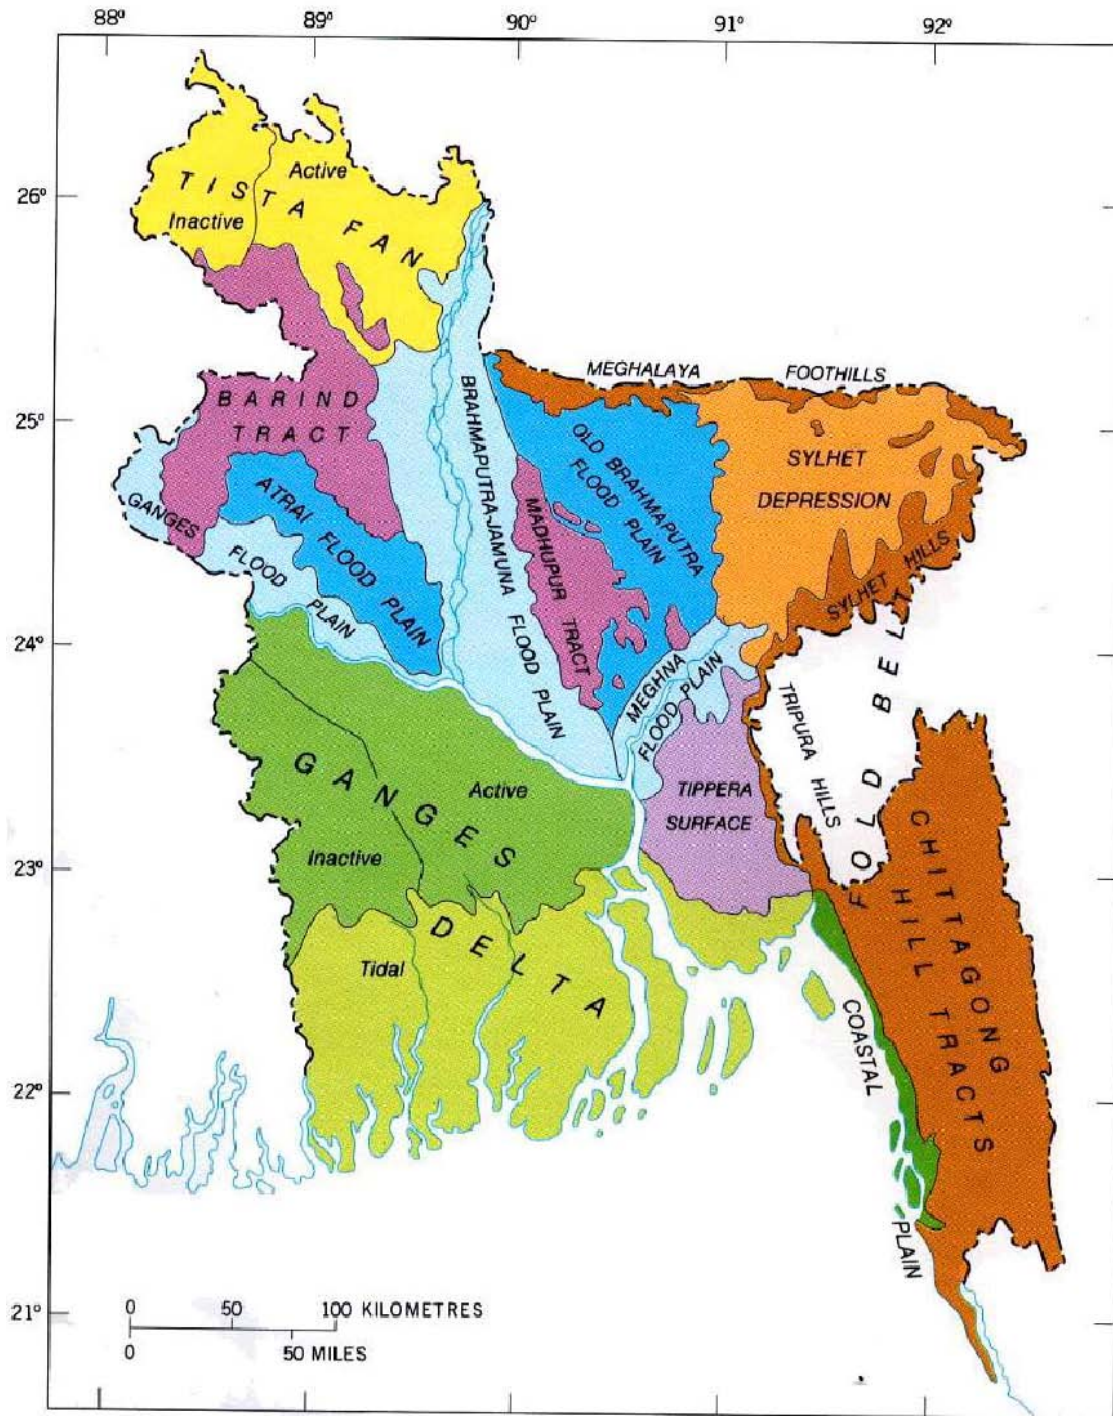 88° 89° 90° 91° 92°
26°
Active
TISTA FAN
Inactive
MEGHALAYA FOOTHILLS
25°
BARIND
TRACT
BRAHMAPUTRA-JAMUNA FLOOD PLAIN
OLD BRAHMAPUTRA
FLOOD PLAIN
SYLHET
DEPRESSION
GANGES
FLOOD
PLAIN
ATRAI FLOOD PLAIN
MADHUPUR TRACT
SYLHET HILLS
24°
MEGHNA
FLOOD PLAIN
TRIPURA HILLS
FOLD BELT
GANGES
DELTA
Active
Inactive
TIPPERA
SURFACE
23°
CHITTAGONG
HILL TRACTS
Tidal
COASTAL
PLAIN
22°
21°
0 50 100 KILOMETRES
0 50 MILES